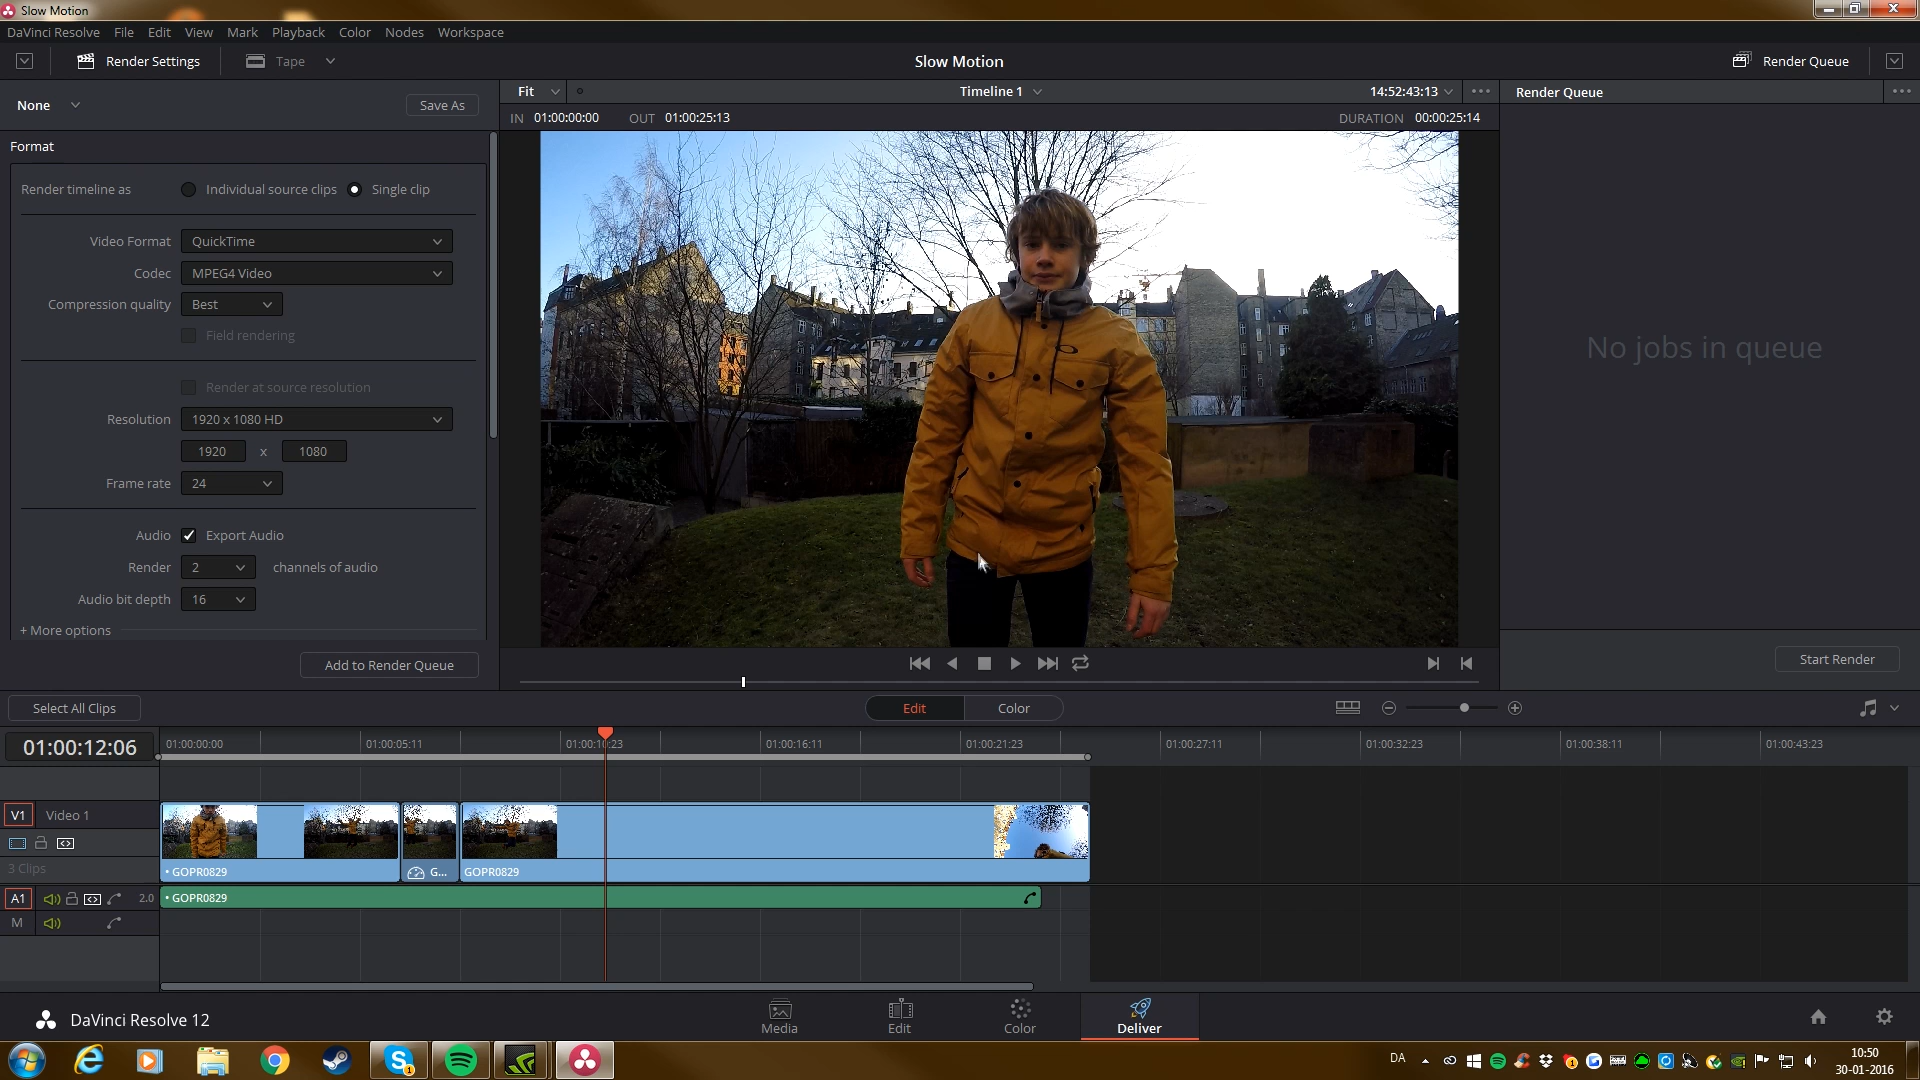 Slow Motion
DaVinci Resolve File Edit View Mark Playback Color Nodes Workspace
Render Settings Tape Slow Motion Render Queue
None Save As Fit Timeline 1 14:52:43:13 Render Queue
IN 01:00:00:00 OUT 01:00:25:13 DURATION 00:00:25:14
Format
Render timeline as Individual source clips Single clip
Video Format QuickTime
Codec MPEG4 Video
Compression quality Best
Field rendering
No jobs in queue
Render at source resolution
Resolution 1920 x 1080 HD
1920 x 1080
Frame rate 24
Audio Export Audio
Render 2 channels of audio
Audio bit depth 16
+ More options
Add to Render Queue
Start Render
Select All Clips Edit Color
01:00:12:06 01:00:00:00 01:00:05:11 01:00:10:23 01:00:16:11 01:00:21:23 01:00:27:11 01:00:32:23 01:00:38:11 01:00:43:23
V1 Video 1
3 Clips • GOPR0829 G... GOPR0829
A1 2.0 • GOPR0829
M
DaVinci Resolve 12 Media Edit Color Deliver
DA 10:50
30-01-2016